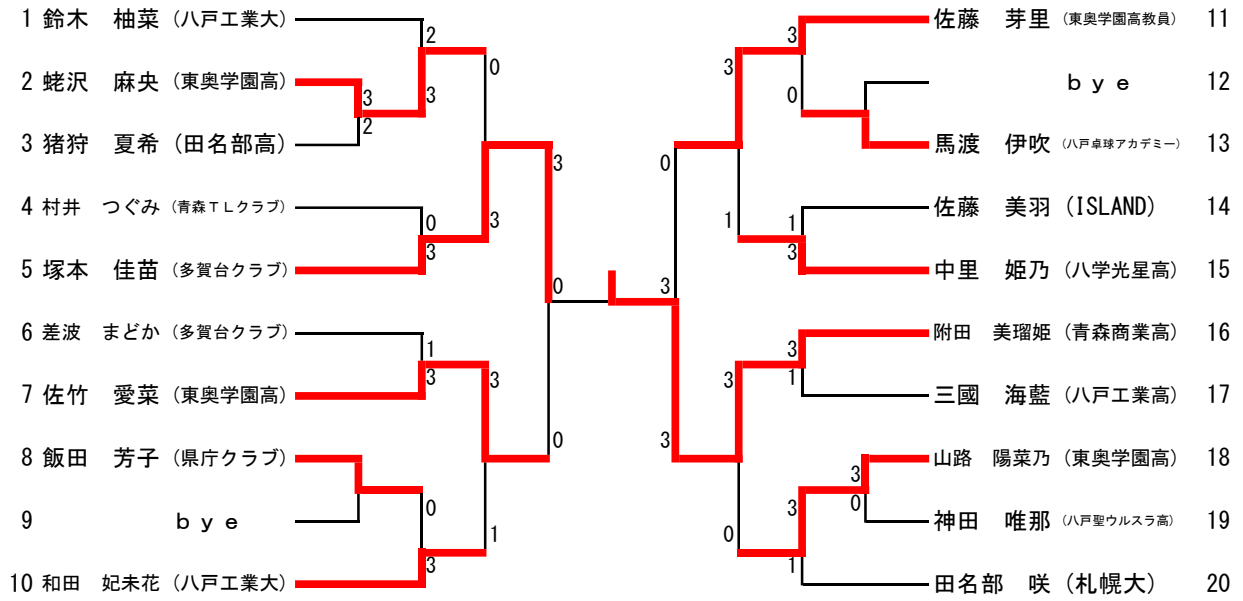 1 鈴木 柚菜 (八戸工業大)
2 蛯沢 麻央 (東奥学園高)
3 猪狩 夏希 (田名部高)
4 村井 つぐみ (青森TLクラブ)
5 塚本 佳苗 (多賀台クラブ)
6 差波 まどか (多賀台クラブ)
7 佐竹 愛菜 (東奥学園高)
8 飯田 芳子 (県庁クラブ)
9 bye
10 和田 妃未花 (八戸工業大)
2
3
3
2
0
0
3
3
3
1
3
3
0
3
1
0
0
3
佐藤 芽里 (東奥学園高教員) 11
bye 12
馬渡 伊吹 (八戸卓球アカデミー) 13
佐藤 美羽 (ISLAND) 14
中里 姫乃 (八学光星高) 15
附田 美瑠姫 (青森商業高) 16
三國 海藍 (八戸工業高) 17
山路 陽菜乃 (東奥学園高) 18
神田 唯那 (八戸聖ウルスラ高) 19
田名部 咲 (札幌大) 20
3
3
0
0
1
1
3
3
3
3
1
3
3
3
0
0
1